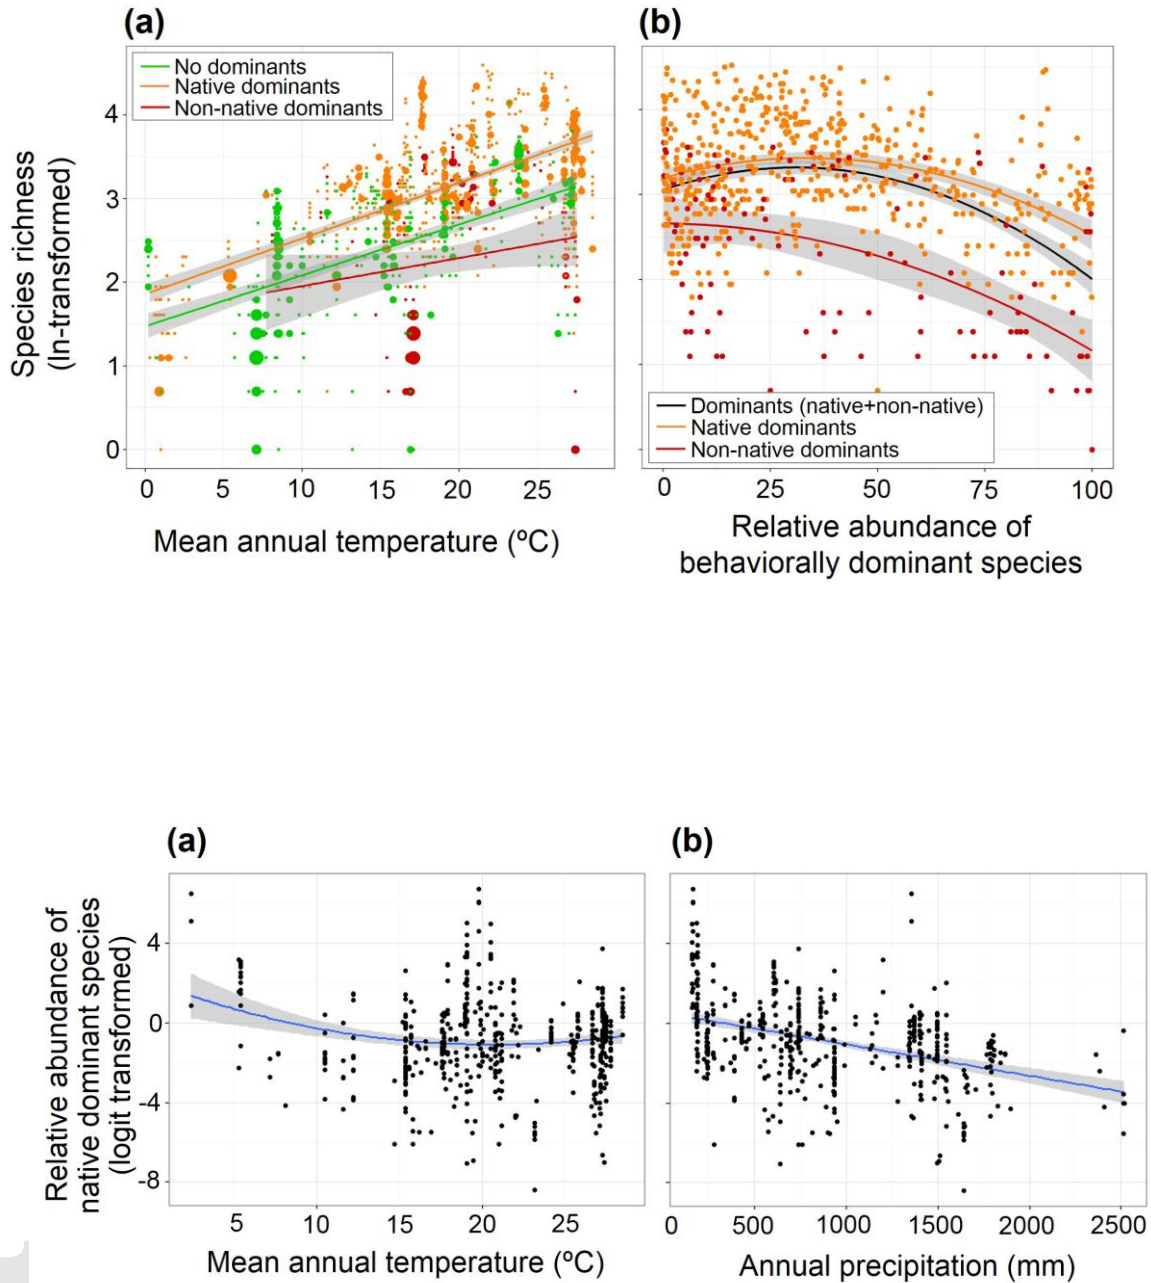 (a)
(b)
No dominants
Native dominants
Non-native dominants
Species richness
(ln-transformed)
4
3
2
1
0
0 5 10 15 20 25
Mean annual temperature (ºC)
Dominants (native+non-native)
Native dominants
Non-native dominants
0 25 50 75 100
Relative abundance of
behaviorally dominant species
(a)
(b)
Relative abundance of
native dominant species
(logit transformed)
4
0
-4
-8
5 10 15 20 25
Mean annual temperature (ºC)
0 500 1000 1500 2000 2500
Annual precipitation (mm)